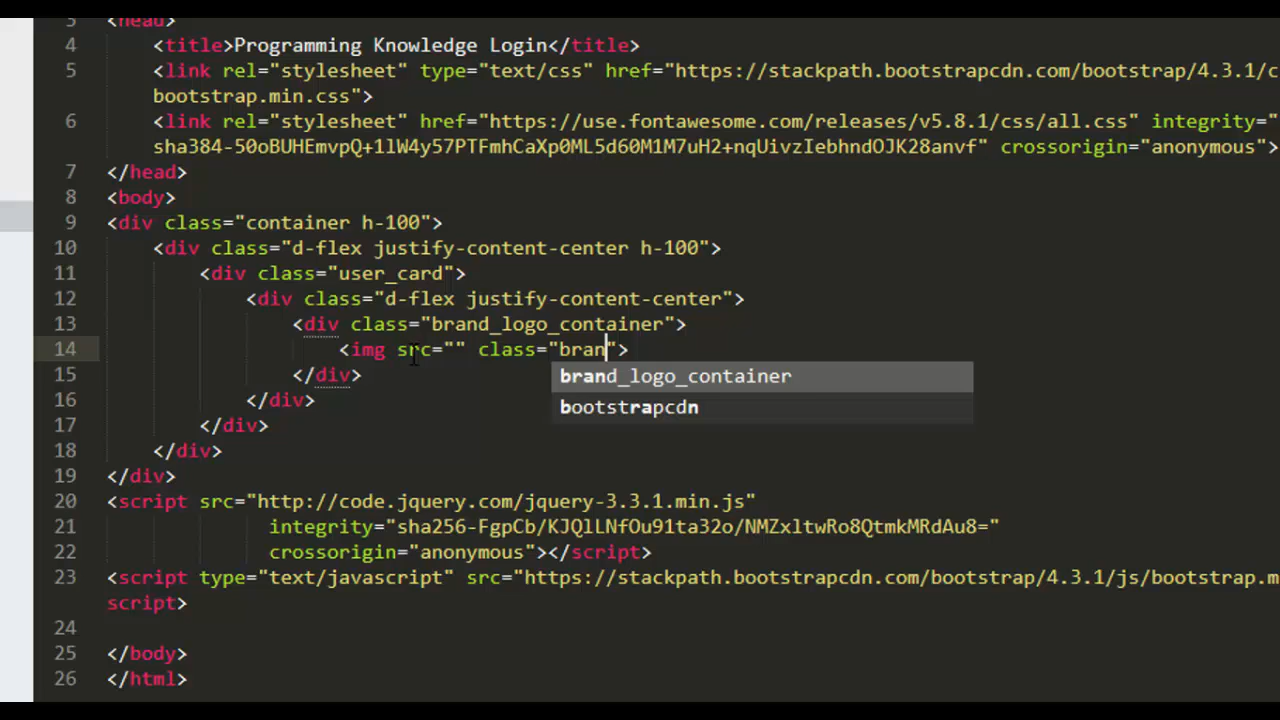 3 <head>
4 <title>Programming Knowledge Login</title>
5 <link rel="stylesheet" type="text/css" href="https://stackpath.bootstrapcdn.com/bootstrap/4.3.1/c
bootstrap.min.css">
6 <link rel="stylesheet" href="https://use.fontawesome.com/releases/v5.8.1/css/all.css" integrity="
sha384-50oBUHEmvpQ+1lW4y57PTFmhCaXp0ML5d60M1M7uH2+nqUivzIebhndOJK28anvf" crossorigin="anonymous">
7 </head>
8 <body>
9 <div class="container h-100">
10 <div class="d-flex justify-content-center h-100">
11 <div class="user_card">
12 <div class="d-flex justify-content-center">
13 <div class="brand_logo_container">
14 <img src="" class="bran">
15 </div>
brand_logo_container
16 </div>
bootstrapcdn
17 </div>
18 </div>
19 </div>
20 <script src="http://code.jquery.com/jquery-3.3.1.min.js"
21 integrity="sha256-FgpCb/KJQlLNfOu91ta32o/NMZxltwRo8QtmkMRdAu8="
22 crossorigin="anonymous"></script>
23 <script type="text/javascript" src="https://stackpath.bootstrapcdn.com/bootstrap/4.3.1/js/bootstrap.m
script>
24
25 </body>
26 </html>